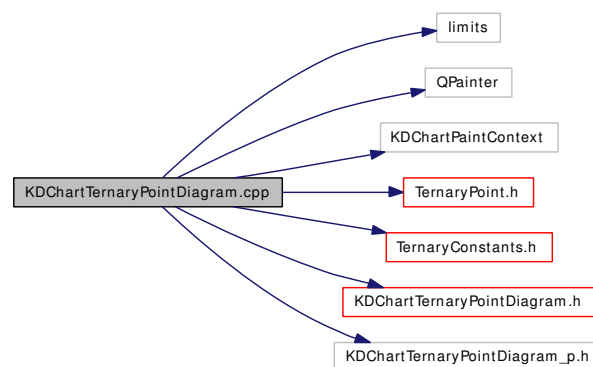 limits
QPainter
KDChartPaintContext
KDChartTernaryPointDiagram.cpp
TernaryPoint.h
TernaryConstants.h
KDChartTernaryPointDiagram.h
KDChartTernaryPointDiagram_p.h